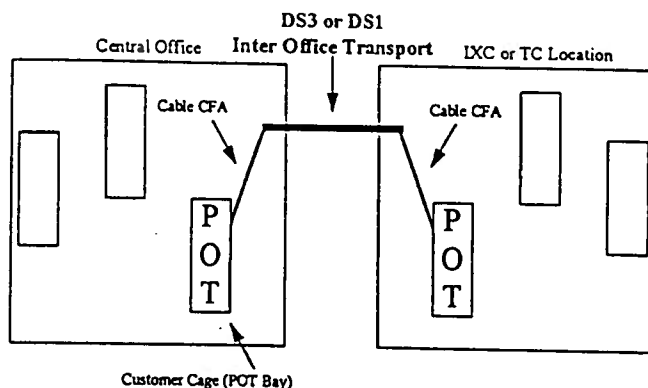 DS3 or DS1
Inter Office Transport
Central Office
IXC or TC Location
Cable CFA
Cable CFA
P
O
T
P
O
T
Customer Cage (POT Bay)